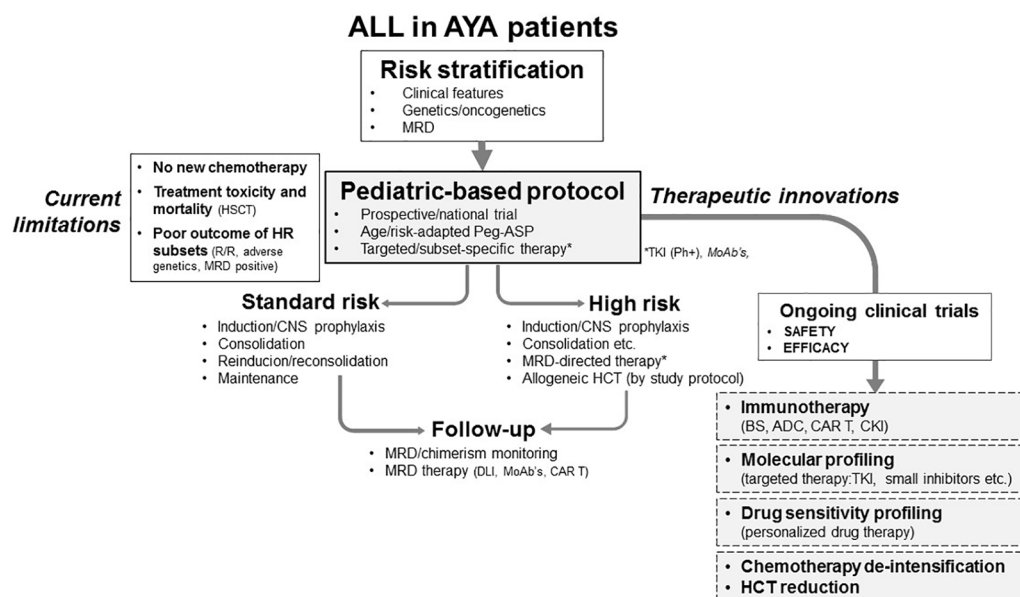 ALL in AYA patients
Risk stratification
• Clinical features
• Genetics/oncogenetics
• MRD
Current
limitations
• No new chemotherapy
• Treatment toxicity and
mortality (HSCT)
• Poor outcome of HR
subsets (R/R, adverse
genetics, MRD positive)
Pediatric-based protocol
• Prospective/national trial
• Age/risk-adapted Peg-ASP
• Targeted/subset-specific therapy*
Therapeutic innovations
*TKI (Ph+), MoAb's,
Standard risk
• Induction/CNS prophylaxis
• Consolidation
• Reinducion/reconsolidation
• Maintenance
High risk
• Induction/CNS prophylaxis
• Consolidation etc.
• MRD-directed therapy*
• Allogeneic HCT (by study protocol)
Follow-up
• MRD/chimerism monitoring
• MRD therapy (DLI, MoAb's, CAR T)
Ongoing clinical trials
• SAFETY
• EFFICACY
• Immunotherapy
(BS, ADC, CAR T, CKI)
• Molecular profiling
(targeted therapy:TKI, small inhibitors etc.)
• Drug sensitivity profiling
(personalized drug therapy)
• Chemotherapy de-intensification
• HCT reduction